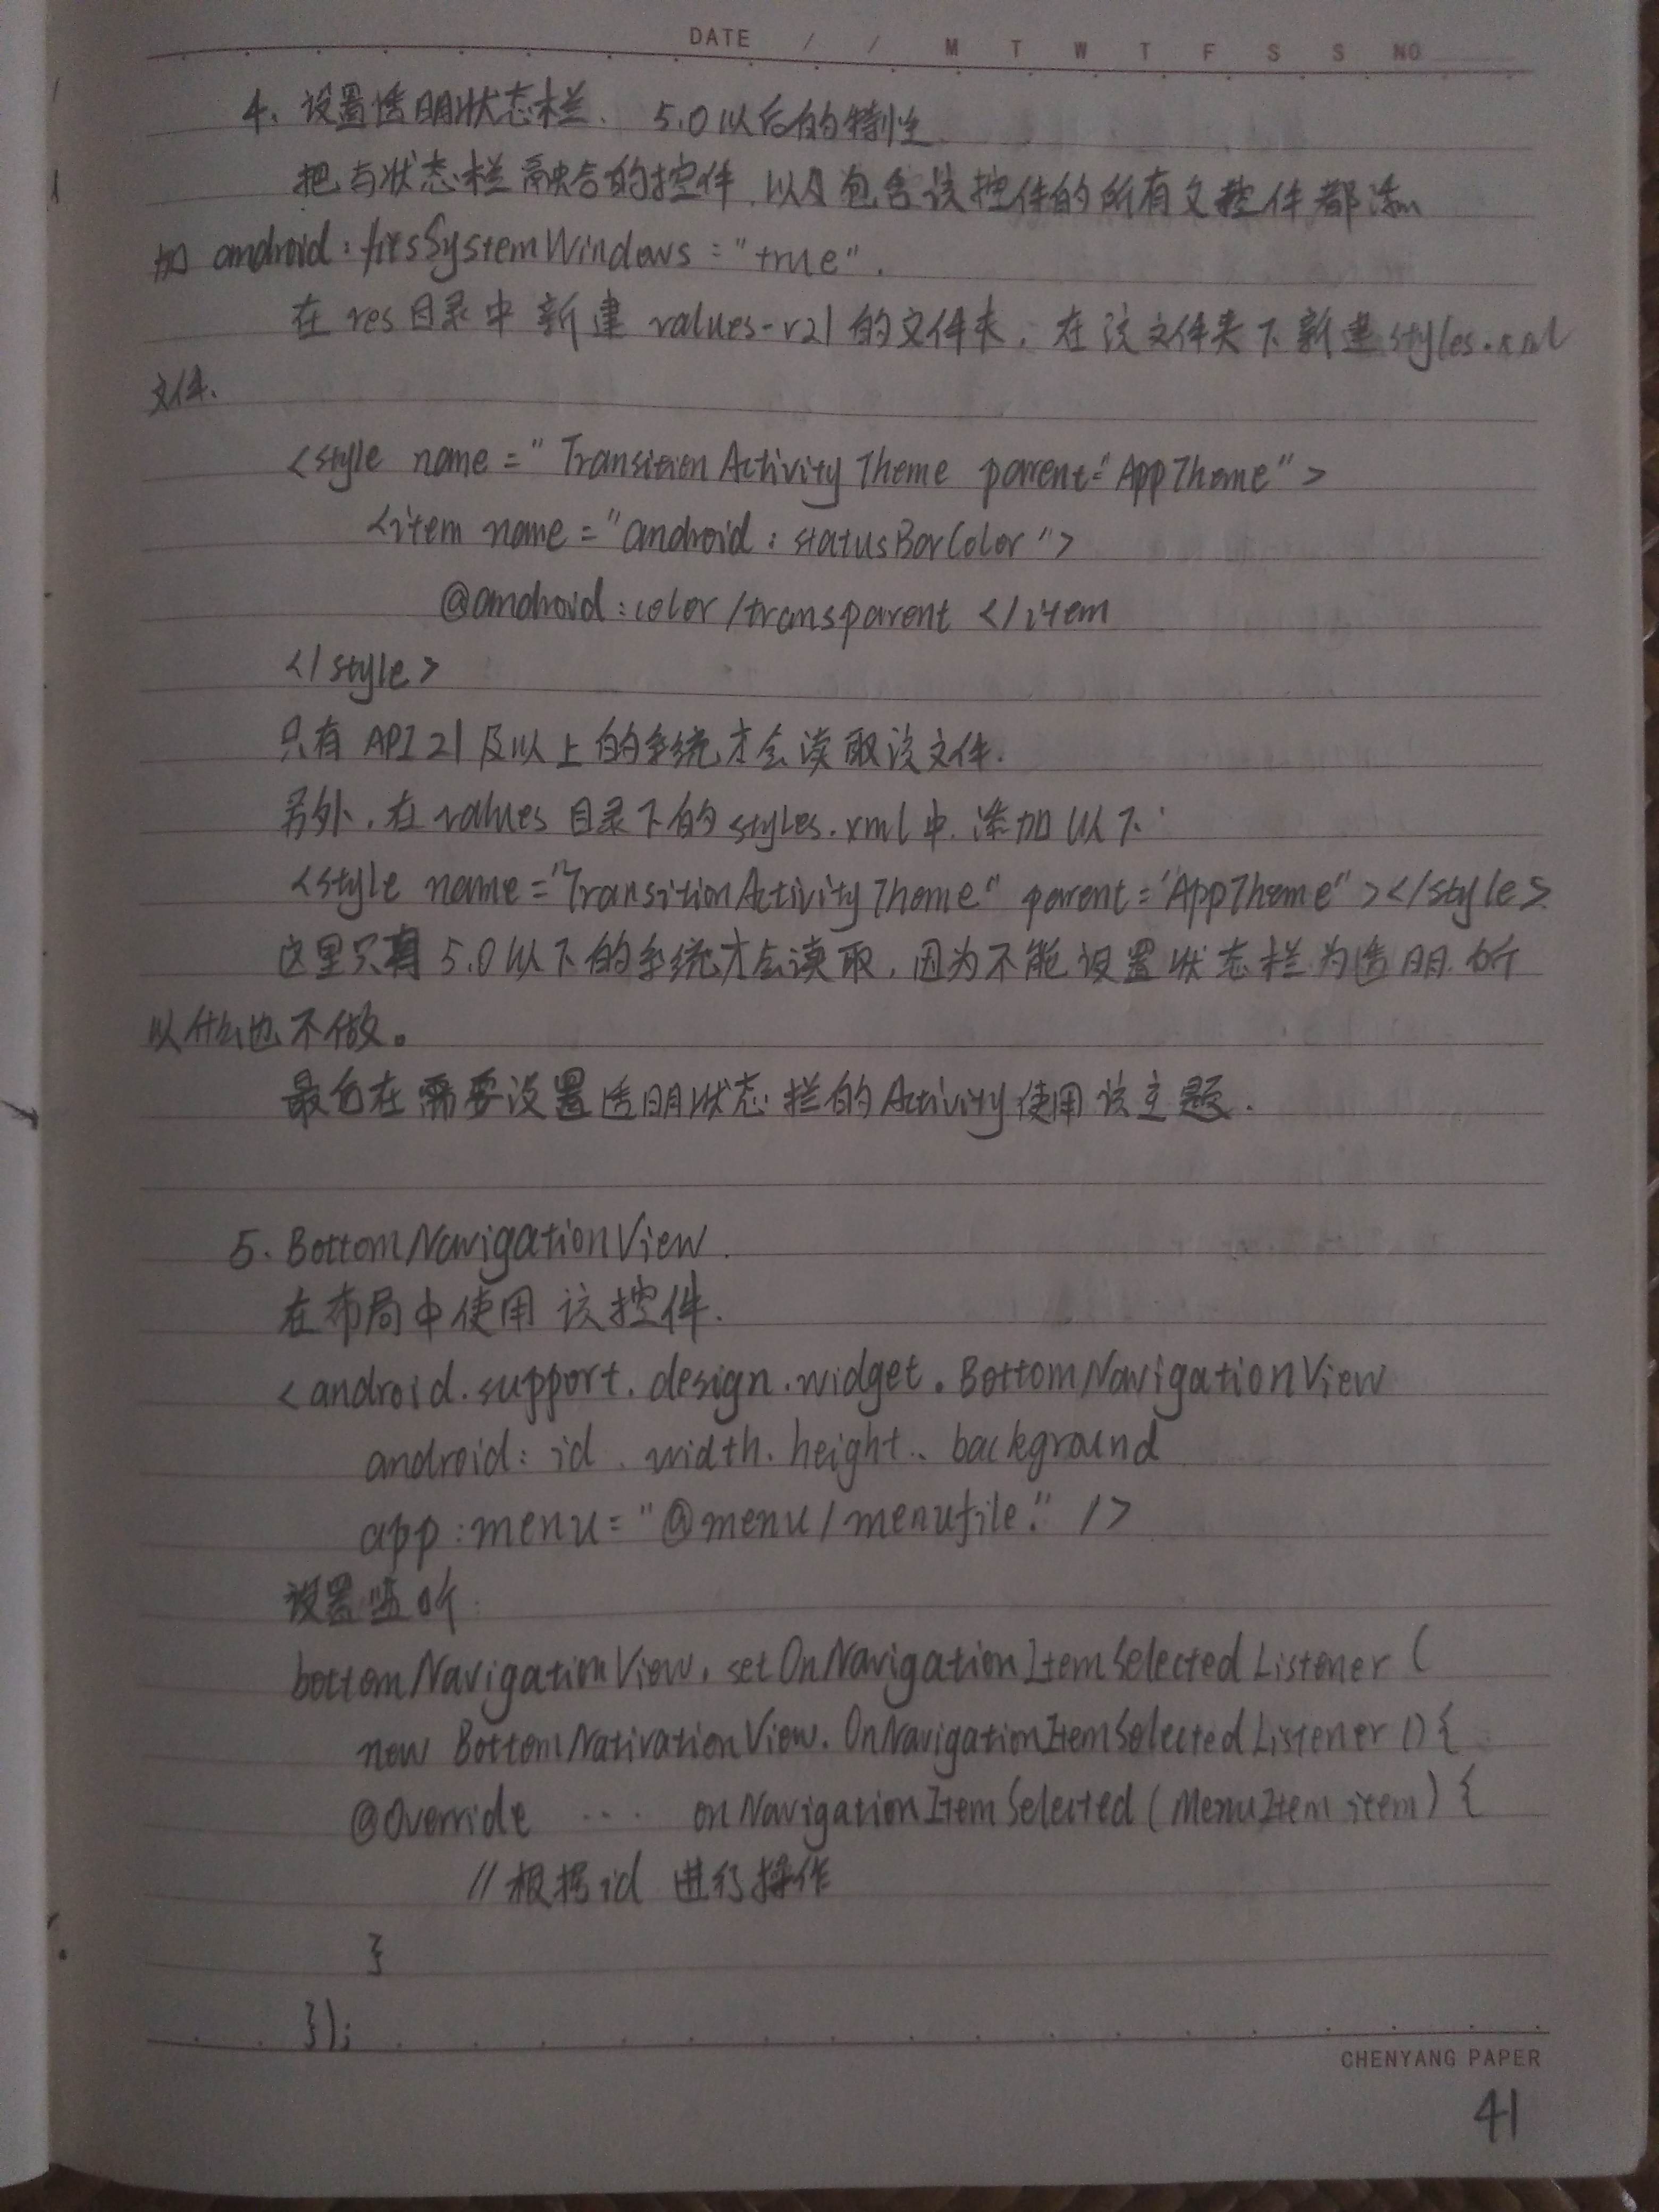 DATE / / M T W T F S S NO
4. 设置透明状态栏. 5.0以后的特性
把与状态栏融合的控件,以及包含该控件的所有父控件都添
加 android:fitsSystemWindows="true".
在 res目录中新建 values-v21 的文件夹,在该文件夹下新建styles.xml
文件.
<style name="TransitionActivityTheme parent="AppTheme">
<item name="android:statusBarColor">
@android:color/transparent </item
</style>
只有API 21及以上的系统才会读取该文件.
另外,在values目录下的styles.xml中添加以下:
<style name="TransitionActivityTheme" parent="AppTheme"></style>
这里只有 5.0以下的系统才会读取,因为不能设置状态栏为透明所
以什么也不做。
最后在需要设置透明状态栏的Activity使用该主题.
5. BottomNavigationView.
在布局中使用该控件.
<android.support.design.widget.BottomNavigationView
android: id . width. height.. background
app:menu="@menu/menufile." />
设置监听:
bottomNavigationView.setOnNavigationItemSelectedListener(
new BottomNativationView.OnNavigationItemSelectedListener(){
@Override ... onNavigationItemSelected(MenuItem item){
//根据id 进行操作
}
});
CHENYANG PAPER
41